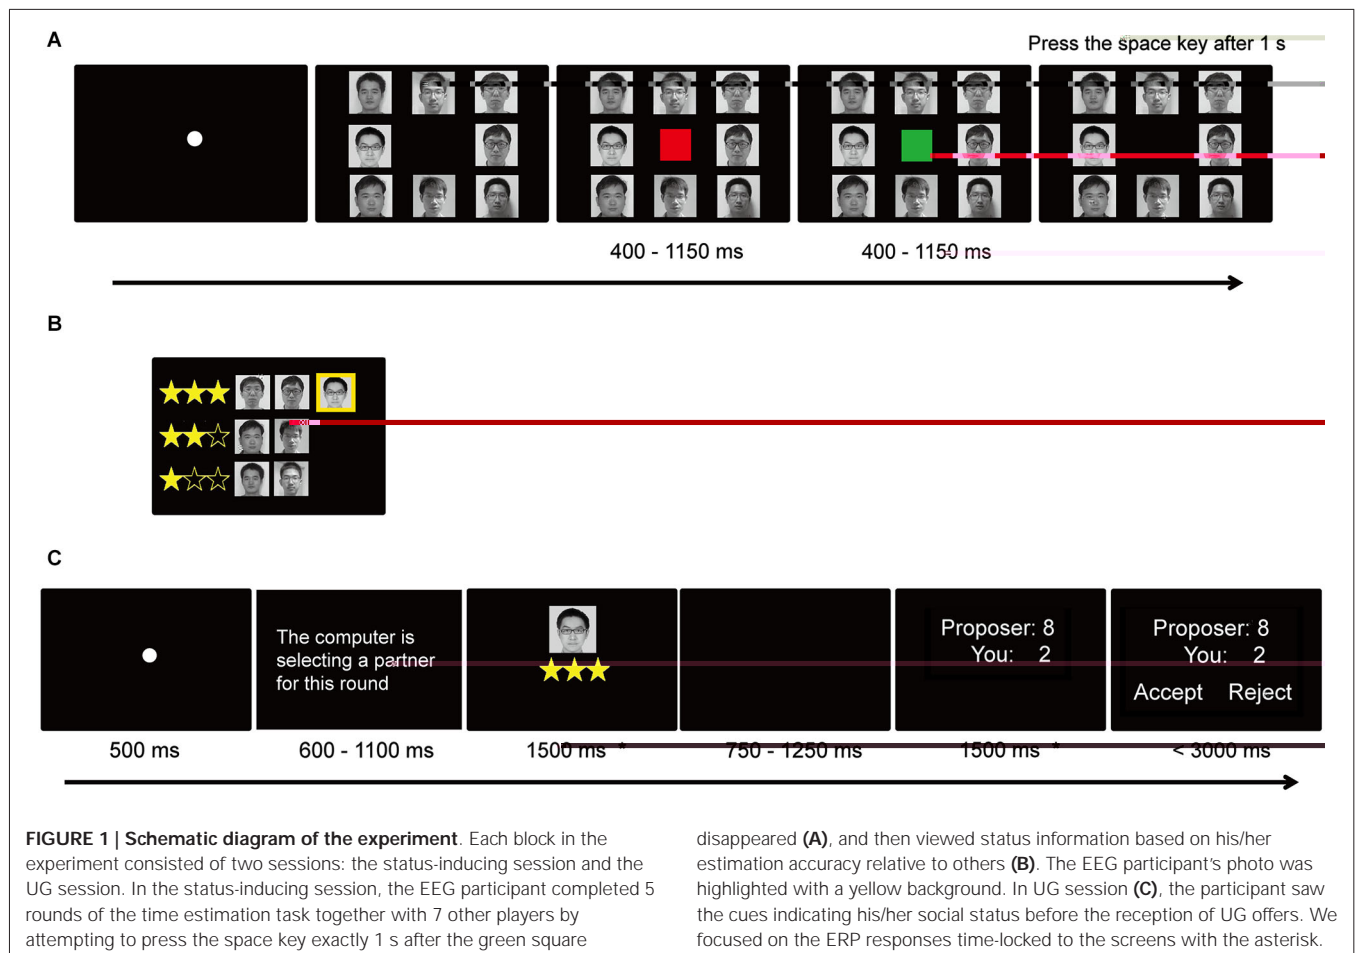 A
Press the space key after 1 s
400 - 1150 ms
400 - 1150 ms
B
C
The computer is
selecting a partner
for this round
Proposer: 8
You: 2
Proposer: 8
You: 2
Accept Reject
500 ms
600 - 1100 ms
1500 ms *
750 - 1250 ms
1500 ms *
< 3000 ms
FIGURE 1 | Schematic diagram of the experiment. Each block in the
experiment consisted of two sessions: the status-inducing session and the
UG session. In the status-inducing session, the EEG participant completed 5
rounds of the time estimation task together with 7 other players by
attempting to press the space key exactly 1 s after the green square
disappeared (A), and then viewed status information based on his/her
estimation accuracy relative to others (B). The EEG participant's photo was
highlighted with a yellow background. In UG session (C), the participant saw
the cues indicating his/her social status before the reception of UG offers. We
focused on the ERP responses time-locked to the screens with the asterisk.